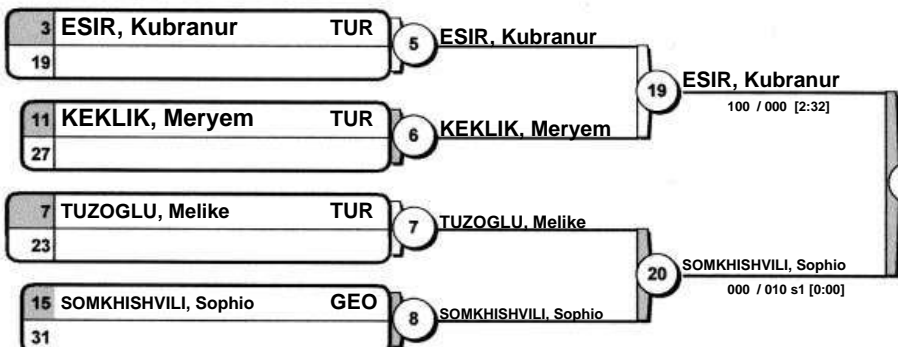 3 ESIR, Kubranur TUR
19
5 ESIR, Kubranur
11 KEKLIK, Meryem TUR
27
6 KEKLIK, Meryem
19 ESIR, Kubranur
100 / 000 [2:32]
7 TUZOGLU, Melike TUR
23
7 TUZOGLU, Melike
15 SOMKHISHVILI, Sophio GEO
31
8 SOMKHISHVILI, Sophio
20 SOMKHISHVILI, Sophio
000 / 010 s1 [0:00]